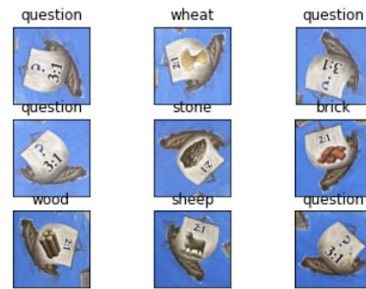 question wheat question
? 3:1 2:1 ? 3:1
question stone brick
? 3:1 2:1 2:1
wood sheep question
2:1 2:1 ? 3:1